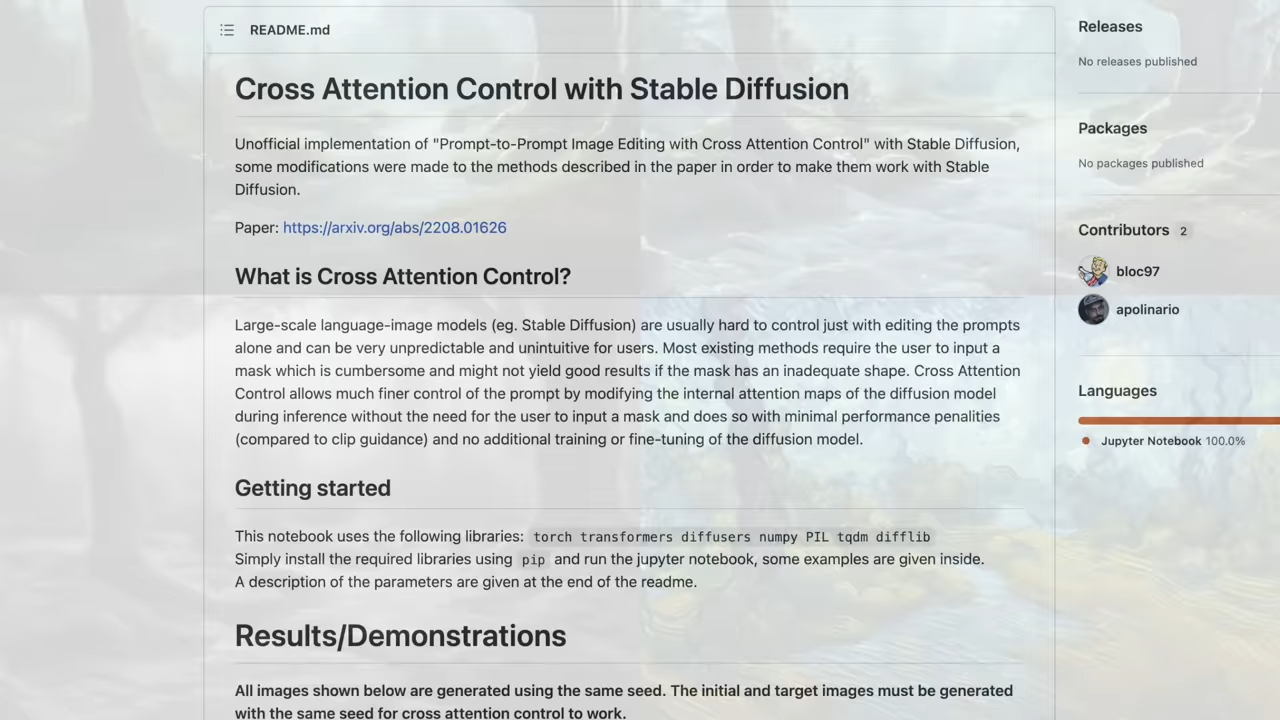 README.md
Cross Attention Control with Stable Diffusion
Unofficial implementation of "Prompt-to-Prompt Image Editing with Cross Attention Control" with Stable Diffusion,
some modifications were made to the methods described in the paper in order to make them work with Stable
Diffusion.
Paper: https://arxiv.org/abs/2208.01626
What is Cross Attention Control?
Large-scale language-image models (eg. Stable Diffusion) are usually hard to control just with editing the prompts
alone and can be very unpredictable and unintuitive for users. Most existing methods require the user to input a
mask which is cumbersome and might not yield good results if the mask has an inadequate shape. Cross Attention
Control allows much finer control of the prompt by modifying the internal attention maps of the diffusion model
during inference without the need for the user to input a mask and does so with minimal performance penalities
(compared to clip guidance) and no additional training or fine-tuning of the diffusion model.
Getting started
This notebook uses the following libraries: torch transformers diffusers numpy PIL tqdm difflib
Simply install the required libraries using pip and run the jupyter notebook, some examples are given inside.
A description of the parameters are given at the end of the readme.
Results/Demonstrations
All images shown below are generated using the same seed. The initial and target images must be generated
with the same seed for cross attention control to work.
Releases
No releases published
Packages
No packages published
Contributors 2
bloc97
apolinario
Languages
Jupyter Notebook 100.0%